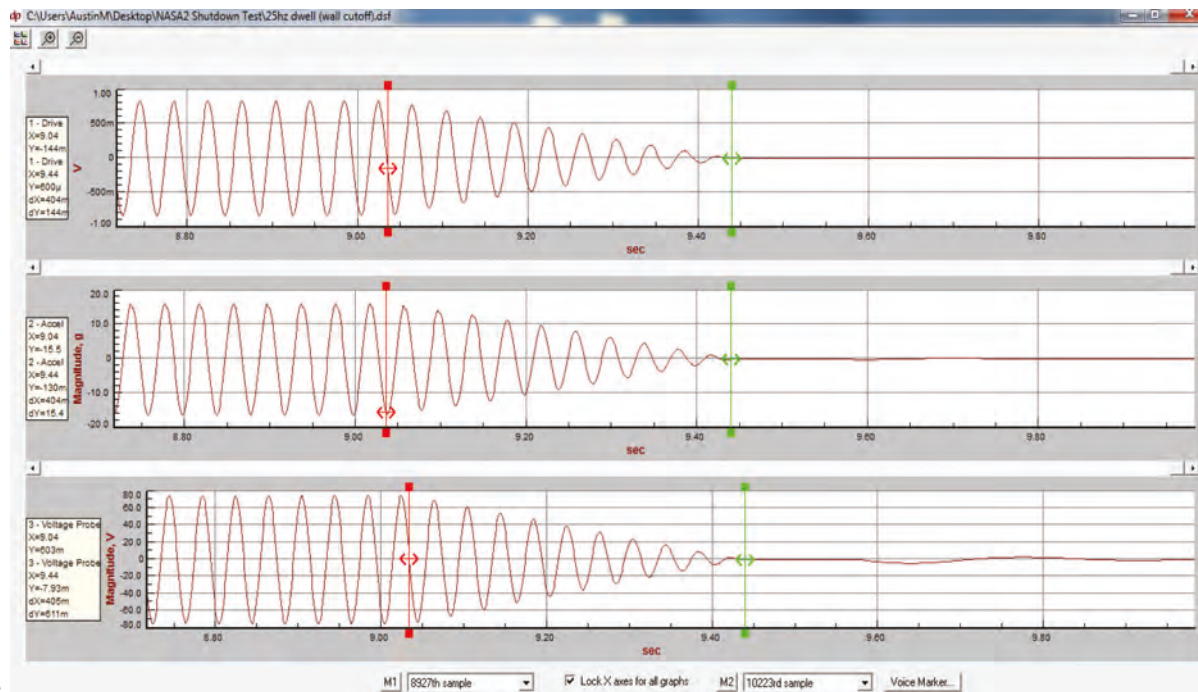 dp C:\Users\AustinM\Desktop\NASA2 Shutdown Test\25hz dwell (wall cutoff).dsf
1 - Drive
X=9.04
Y=-144m
1 - Drive
X=9.44
Y=600µ
dX=404m
dY=144m
V
1.00
500m
0
-500m
-1.00
8.80 9.00 9.20 9.40 9.60 9.80
sec
2 - Accel
X=9.04
Y=-15.5
2 - Accel
X=9.44
Y=-130m
dX=404m
dY=15.4
Magnitude, g
20.0
10.0
0
-10.0
-20.0
8.80 9.00 9.20 9.40 9.60 9.80
sec
3 - Voltage Probe
X=9.04
Y=603m
3 - Voltage Probe
X=9.44
Y=-7.93m
dX=405m
dY=611m
Magnitude, V
80.0
60.0
40.0
20.0
0
-20.0
-40.0
-60.0
-80.0
8.80 9.00 9.20 9.40 9.60 9.80
sec
M1 8927th sample Lock X axes for all graphs M2 10223rd sample Voice Marker...